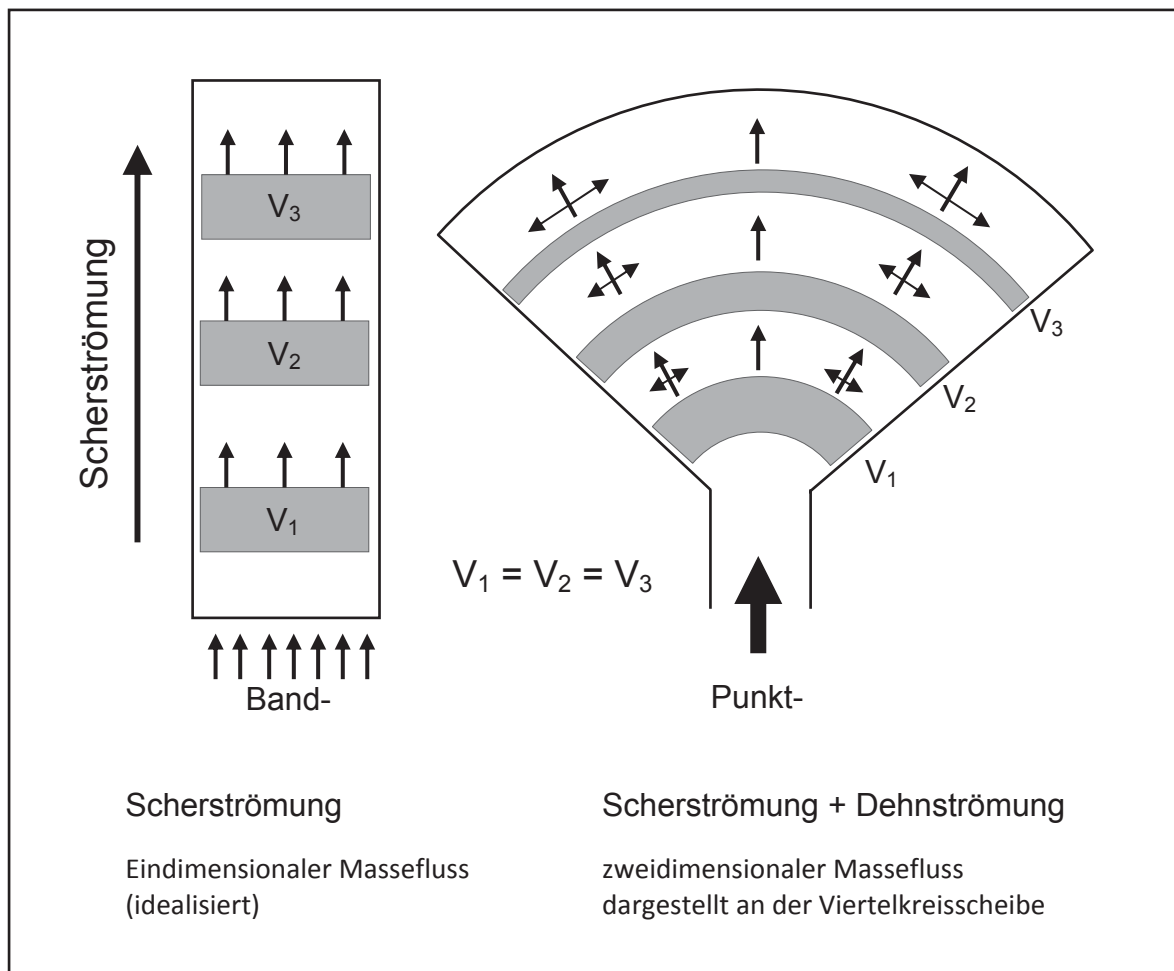 Scherströmung
V₃
V₂
V₁
Band-
V₃
V₂
V₁
V₁ = V₂ = V₃
Punkt-
Scherströmung
Eindimensionaler Massefluss
(idealisiert)
Scherströmung + Dehnströmung
zweidimensionaler Massefluss
dargestellt an der Viertelkreisscheibe